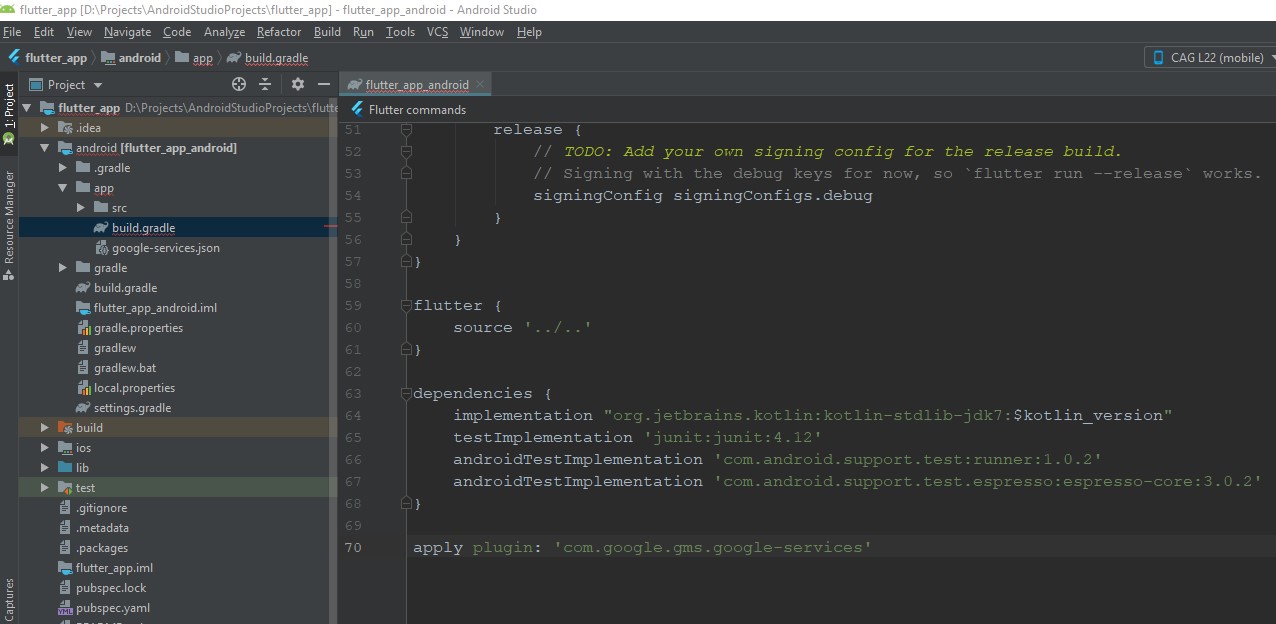 flutter_app [D:\Projects\AndroidStudioProjects\flutter_app] - flutter_app_android - Android Studio
File Edit View Navigate Code Analyze Refactor Build Run Tools VCS Window Help
flutter_app android app build.gradle CAG L22 (mobile)
1: Project
Resource Manager
Captures
Project
flutter_app D:\Projects\AndroidStudioProjects\flutte
.idea
android [flutter_app_android]
.gradle
app
src
build.gradle
google-services.json
gradle
build.gradle
flutter_app_android.iml
gradle.properties
gradlew
gradlew.bat
local.properties
settings.gradle
build
ios
lib
test
.gitignore
.metadata
.packages
flutter_app.iml
pubspec.lock
pubspec.yaml
flutter_app_android
Flutter commands
51 release {
52 // TODO: Add your own signing config for the release build.
53 // Signing with the debug keys for now, so `flutter run --release` works.
54 signingConfig signingConfigs.debug
55 }
56 }
57 }
58
59 flutter {
60 source '../..'
61 }
62
63 dependencies {
64 implementation "org.jetbrains.kotlin:kotlin-stdlib-jdk7:$kotlin_version"
65 testImplementation 'junit:junit:4.12'
66 androidTestImplementation 'com.android.support.test:runner:1.0.2'
67 androidTestImplementation 'com.android.support.test.espresso:espresso-core:3.0.2'
68 }
69
70 apply plugin: 'com.google.gms.google-services'